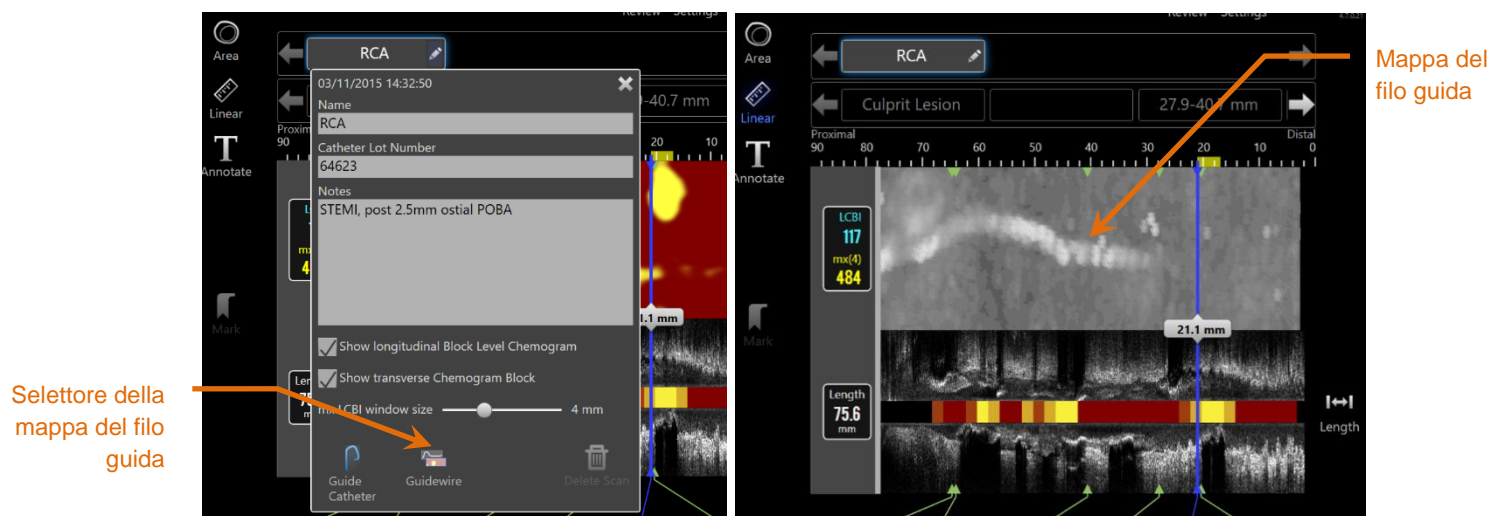 Review Settings
Area
RCA
Linear
Annotate
Mark
03/11/2015 14:32:50
Name
RCA
Catheter Lot Number
64623
Notes
STEMI, post 2.5mm ostial POBA
Show longitudinal Block Level Chemogram
Show transverse Chemogram Block
LCBI window size
4 mm
Guide
Catheter
Guidewire
Delete Scan
-40.7 mm
90
20 10
Selettore della
mappa del filo
guida
Review Settings
4.7.0.21
Area
RCA
Linear
Culprit Lesion
27.9-40.7 mm
Annotate
Proximal
Distal
90 80 70 60 50 40 30 20 10 0
LCBI
117
mx(4)
484
21.1 mm
Mark
Length
75.6
mm
Length
Mappa del
filo guida